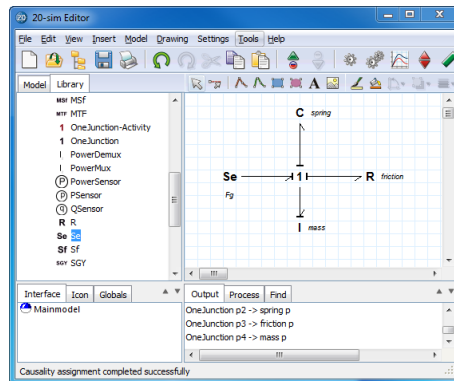 20-sim Editor
File Edit View Insert Model Drawing Settings Tools Help
Model Library
A
MSf MSf
MTF MTF
1 OneJunction-Activity
1 OneJunction
I PowerDemux
I PowerMux
P PowerSensor
P PSensor
q QSensor
R R
Se Se
Sf Sf
SGY SGY
C spring
Se 1 R friction
Fg
I mass
Interface Icon Globals
Output Process Find
Mainmodel
OneJunction p2 -> spring p
OneJunction p3 -> friction p
OneJunction p4 -> mass p
Causality assignment completed successfully